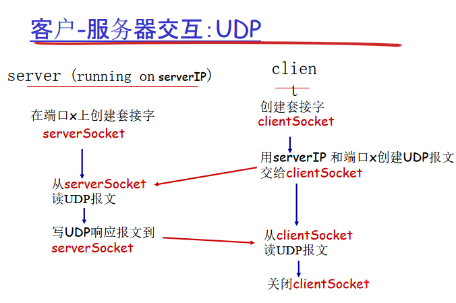 客户-服务器交互:UDP
server (running on serverIP)
clien
t
在端口x上创建套接字
serverSocket
创建套接字
clientSocket
用serverIP 和端口x创建UDP报文
交给clientSocket
从serverSocket
读UDP报文
写UDP响应报文到
serverSocket
从clientSocket
读UDP报文
关闭clientSocket